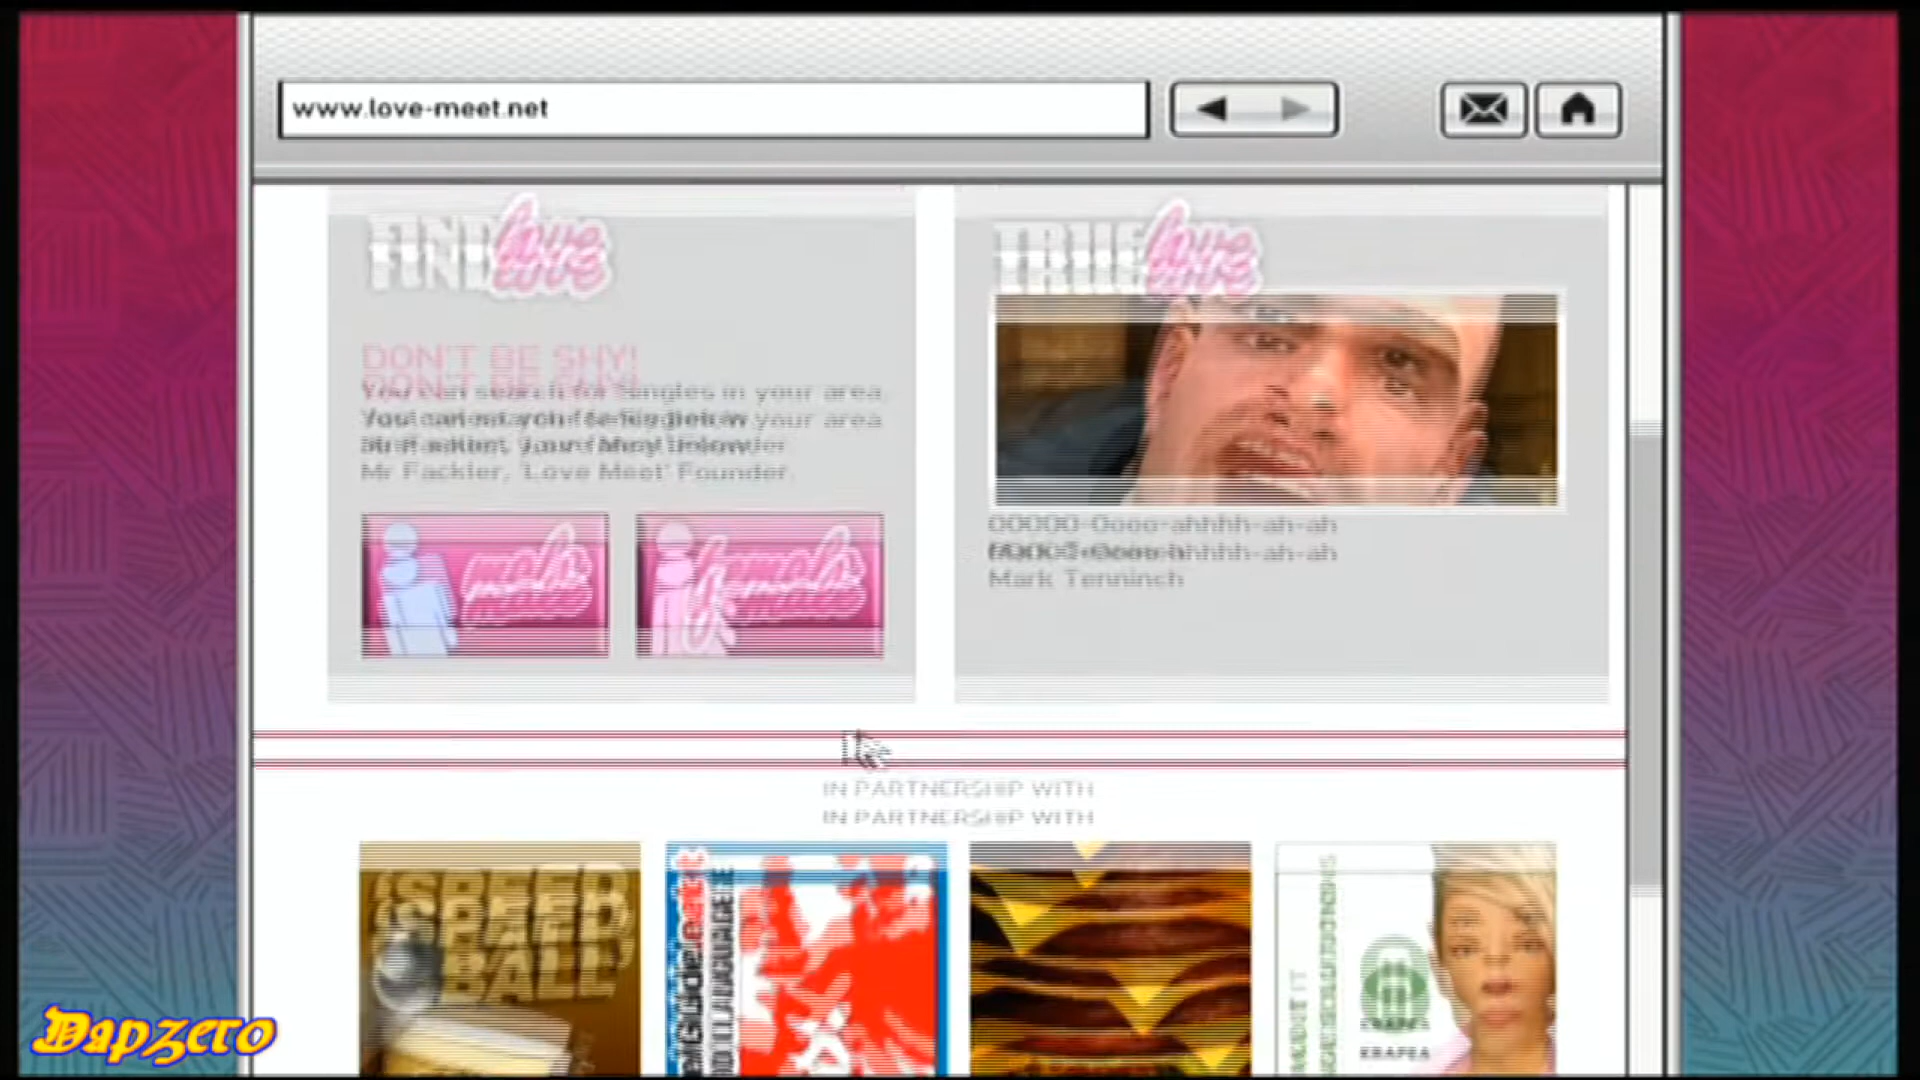 www.love-meet.net
FIND love
TRUE love
DON'T BE SHY!
You can search for Singles in your area,
Mr Fackler, 'Love Meet' Founder.
male
female
OOOOO-Oooo-ahhhh-ah-ah
Mark Tenninch
IN PARTNERSHIP WITH
SPEED
BALL
KRAPEA
Dapzero